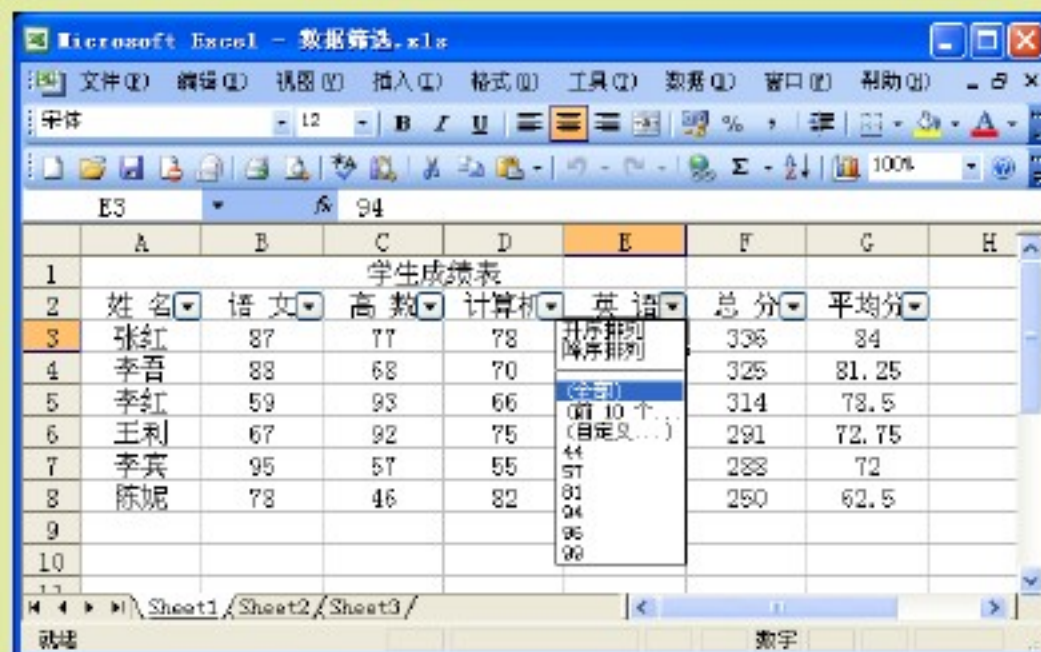 Microsoft Excel - 数据筛选.xls
文件(F) 编辑(E) 视图(V) 插入(I) 格式(O) 工具(T) 数据(D) 窗口(W) 帮助(H)
宋体 12 B I U % ,
Σ 100%
E3 fx 94
A B C D E F G H
1 学生成绩表
2 姓 名 语 文 高 数 计算机 英 语 总 分 平均分
3 张红 87 77 78 336 84
4 李吾 88 68 70 325 81.25
5 李红 59 93 66 314 78.5
6 王利 67 92 75 291 72.75
7 李宾 95 57 55 288 72
8 陈妮 78 46 82 250 62.5
9
10
升序排列
降序排列
(全部)
(前 10 个...
(自定义...)
44
57
81
94
96
99
Sheet1 Sheet2 Sheet3
就绪 数字